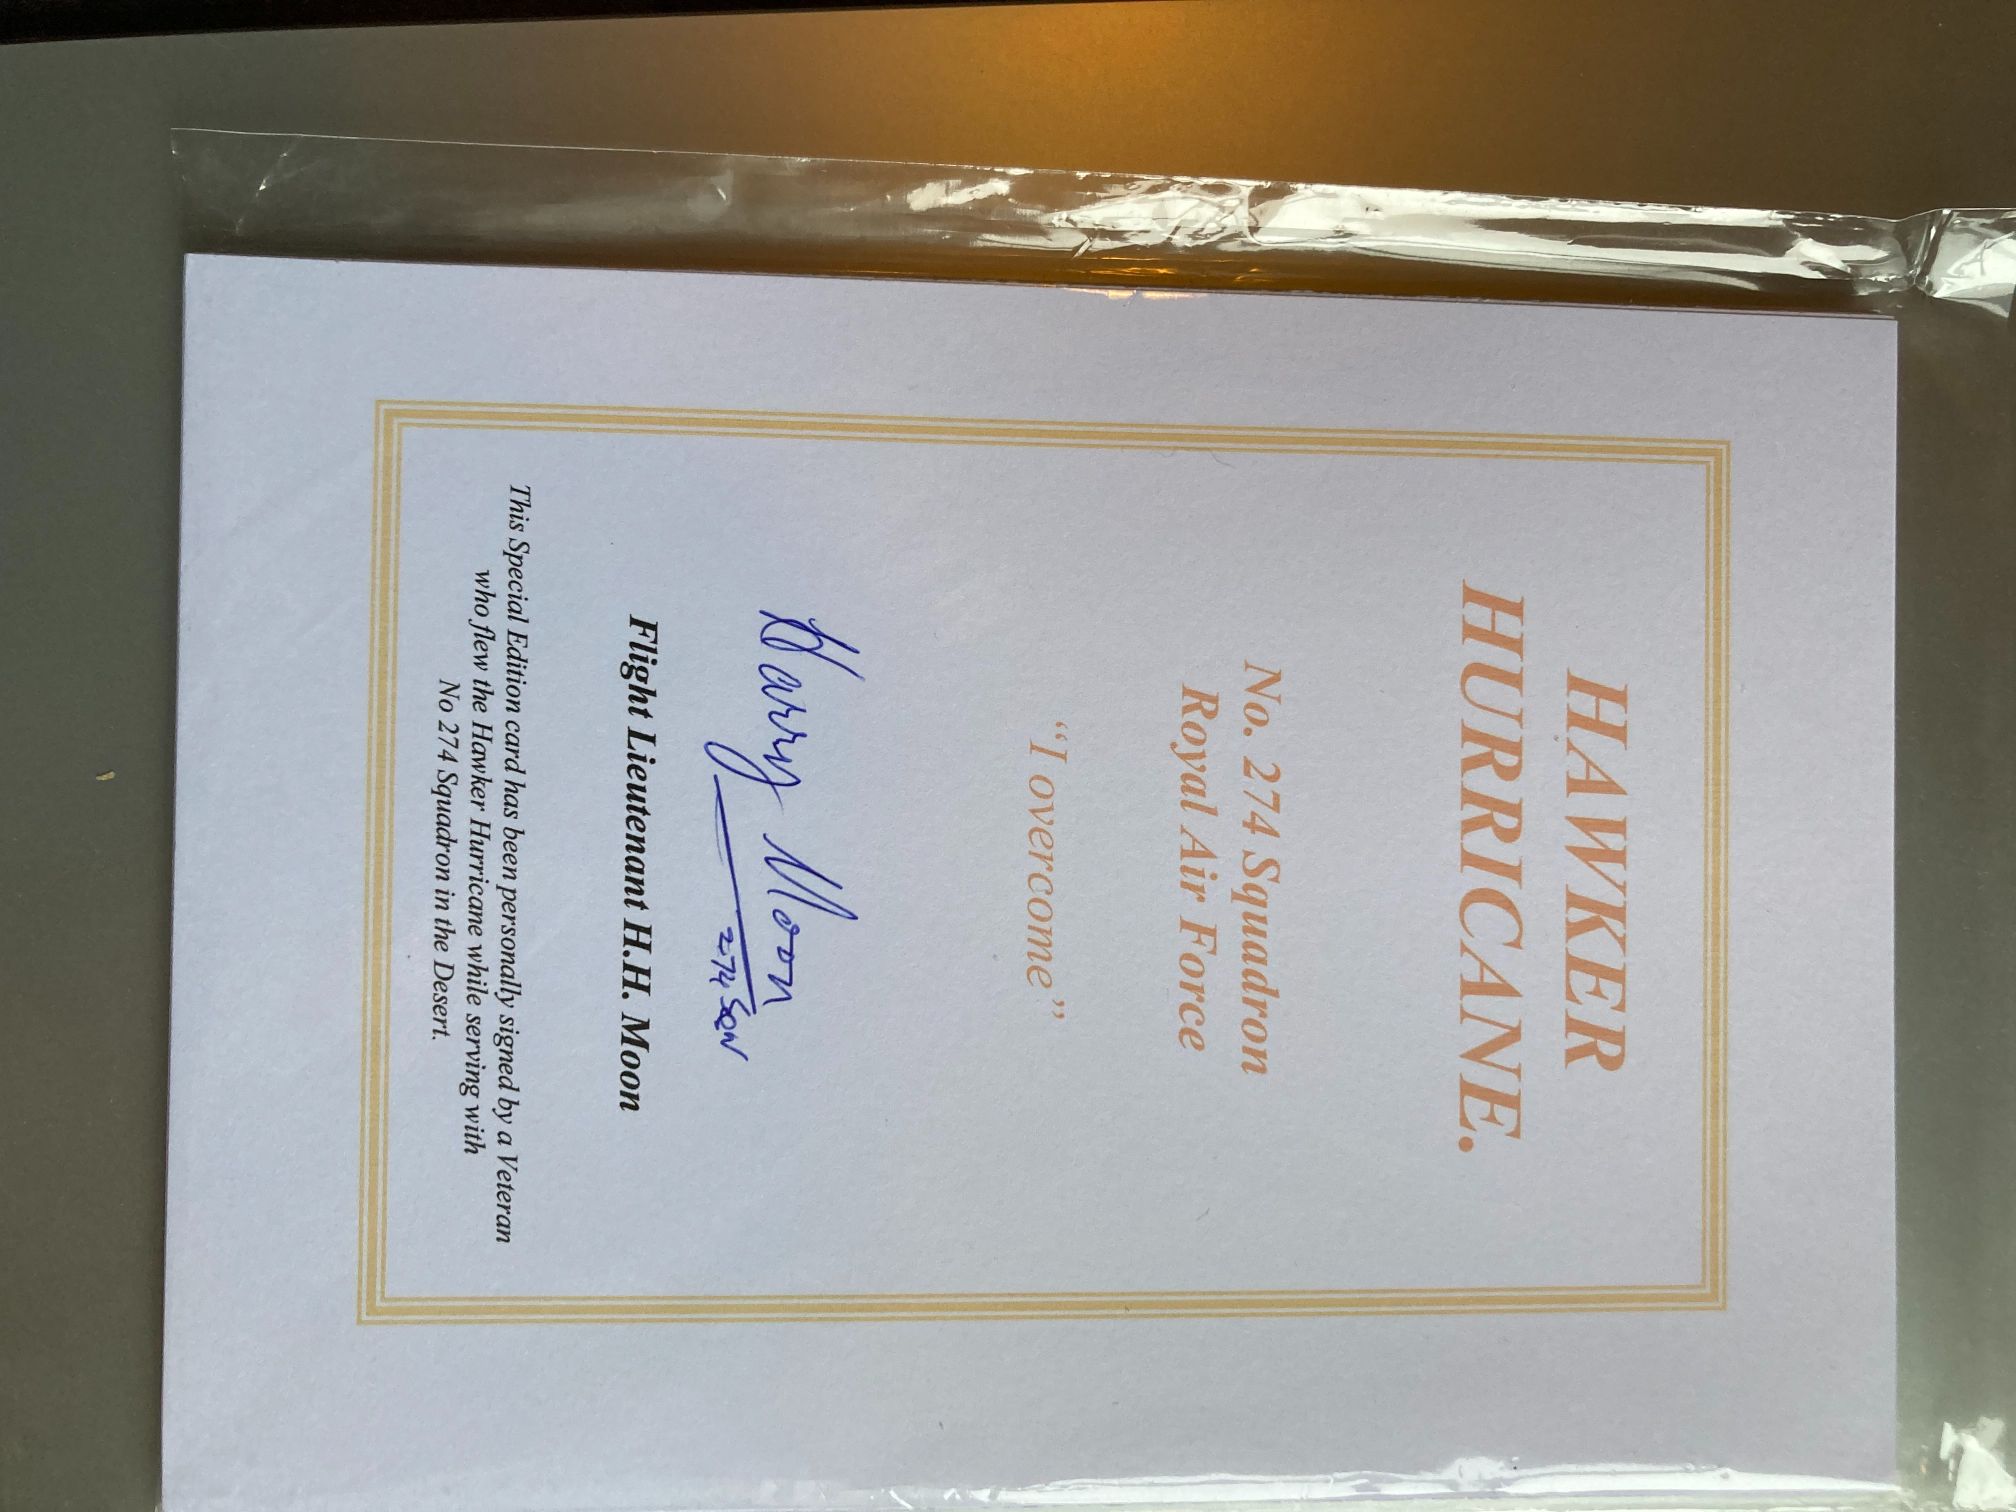 HAWKER
HURRICANE.
No. 274 Squadron
Royal Air Force
“I overcome”
Harry Moon
274 SQN
Flight Lieutenant H.H. Moon
This Special Edition card has been personally signed by a Veteran
who flew the Hawker Hurricane while serving with
No 274 Squadron in the Desert.